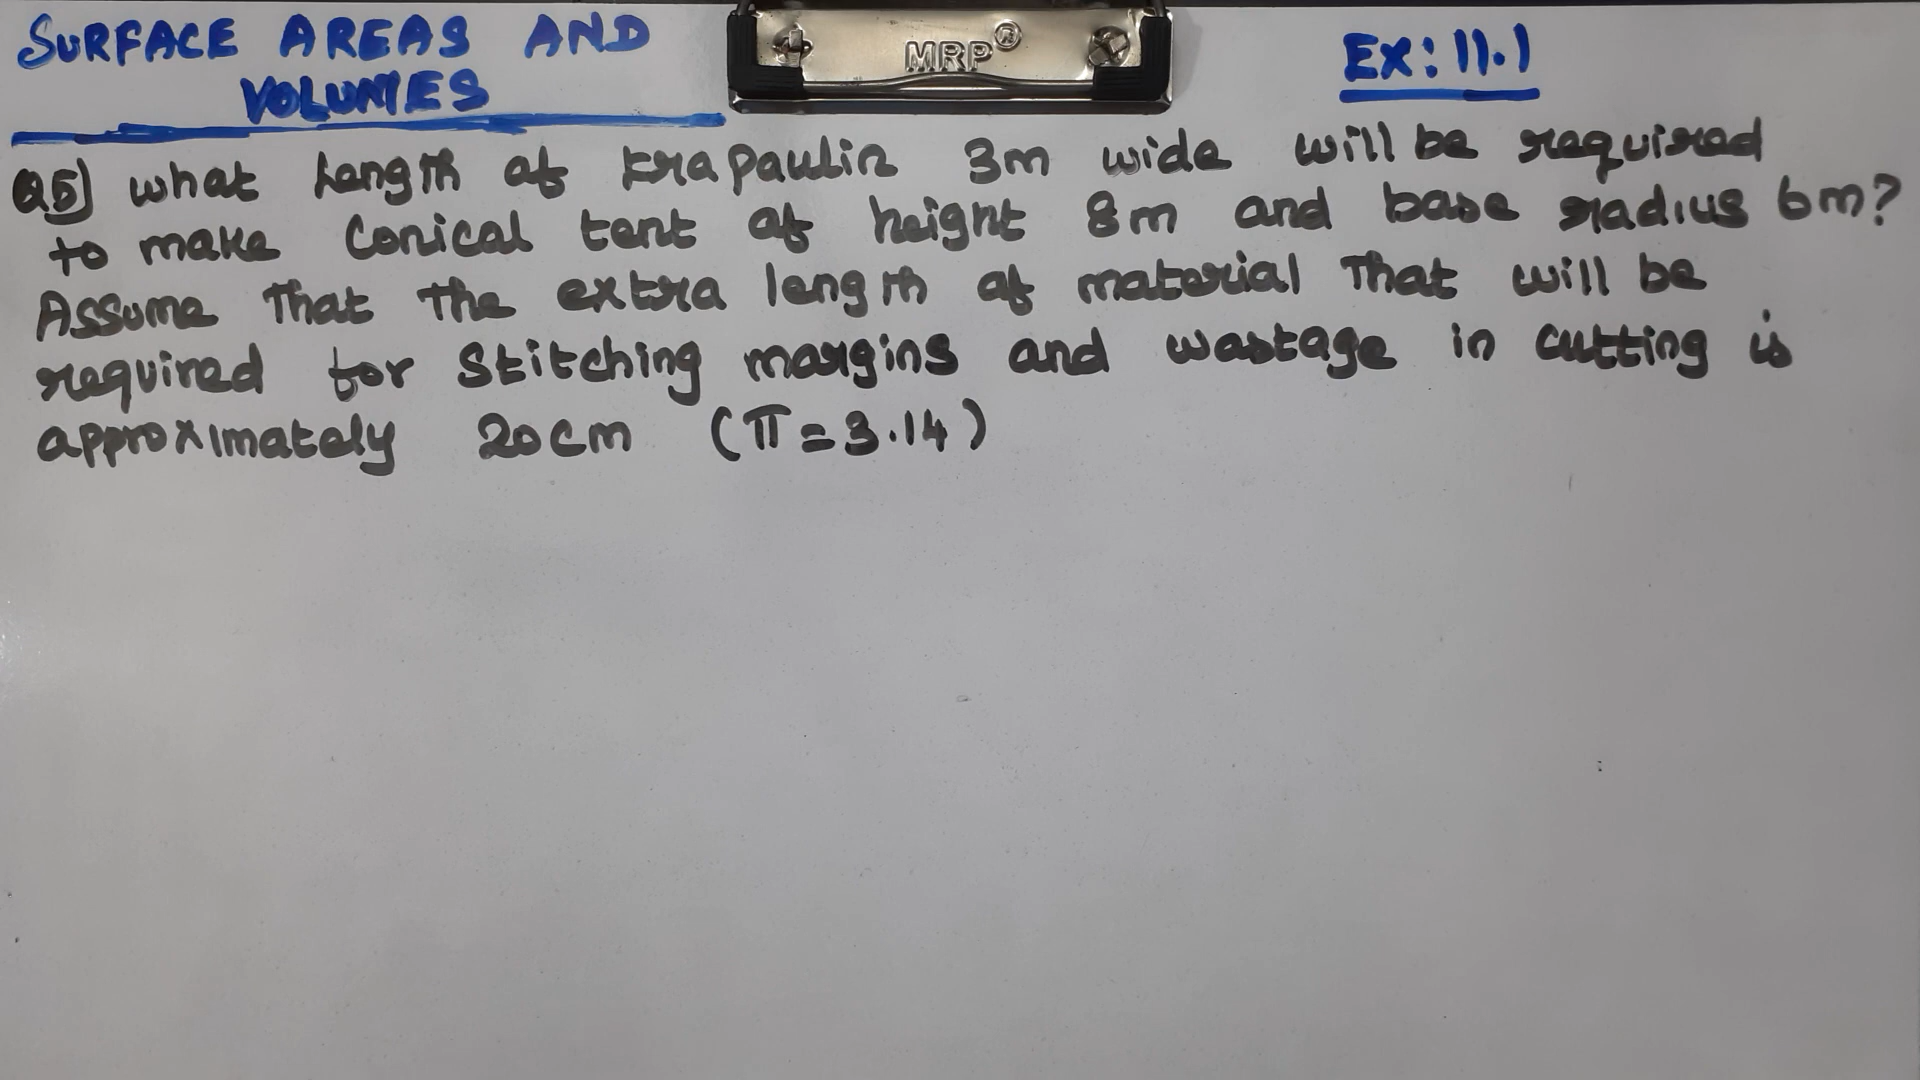 SURFACE AREAS AND
VOLUMES
MRP®
EX: 11.1
Q5) what Length of trapaulin 3m wide will be required
to make Conical tent of height 8m and base radius 6m?
Assume That The extra length of material That will be
required for Stitching margins and wastage in cutting is
approximately 20cm (π=3.14)